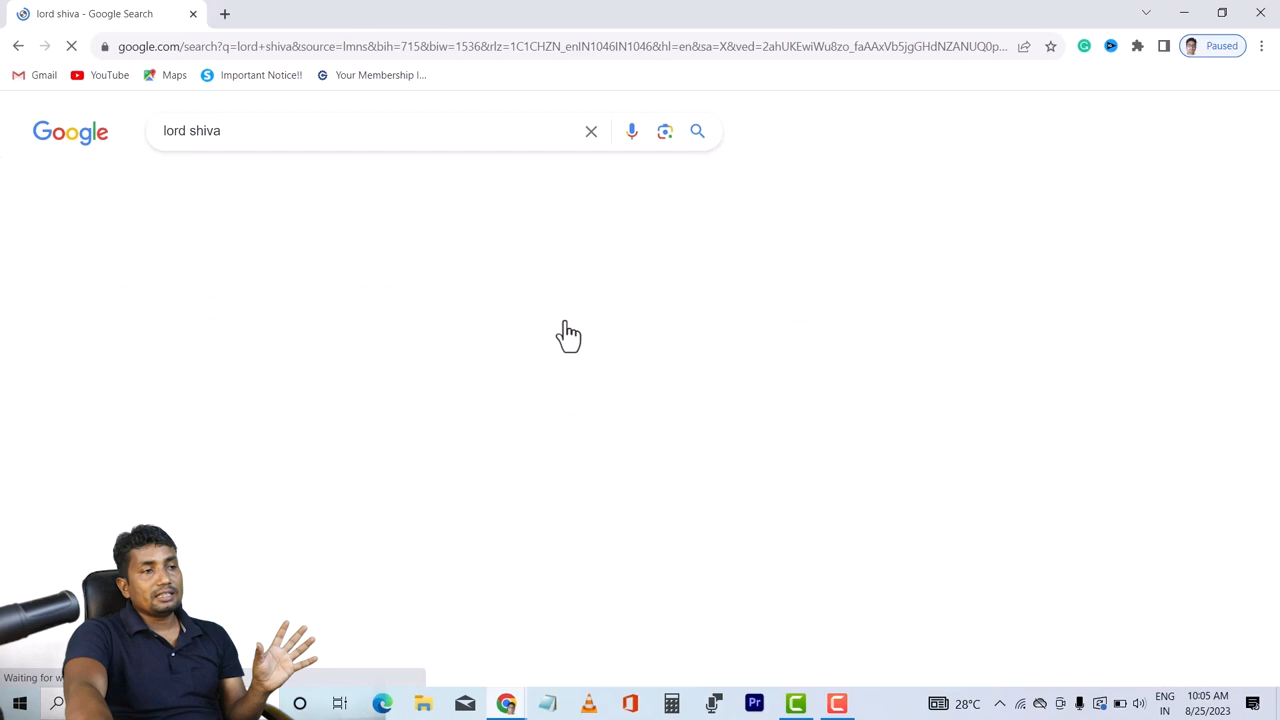 lord shiva - Google Search
google.com/search?q=lord+shiva&source=lmns&bih=715&biw=1536&rlz=1C1CHZN_enIN1046IN1046&hl=en&sa=X&ved=2ahUKEwiWu8zo_faAAxVb5jgGHdNZANUQ0p...
Paused
Gmail
YouTube
Maps
Important Notice!!
Your Membership I...
Google
lord shiva
Waiting for w
28°C
ENG
IN
10:05 AM
8/25/2023